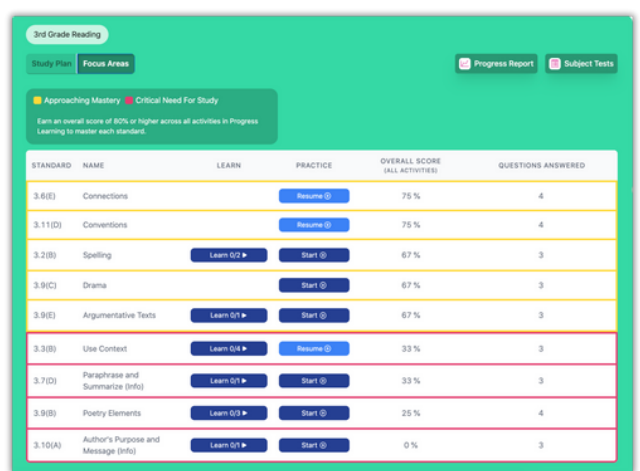 3rd Grade Reading
Study Plan Focus Areas
Progress Report Subject Tests
Approaching Mastery Critical Need For Study
Earn an overall score of 80% or higher across all activities in Progress
Learning to master each standard.
STANDARD NAME LEARN PRACTICE OVERALL SCORE QUESTIONS ANSWERED
(ALL ACTIVITIES)
3.6(E) Connections Resume 75 % 4
3.11(D) Conventions Resume 75 % 4
3.2(B) Spelling Learn 0/2 Start 67 % 3
3.9(C) Drama Start 67 % 3
3.9(E) Argumentative Texts Learn 0/1 Start 67 % 3
3.3(B) Use Context Learn 0/4 Resume 33 % 3
3.7(D) Paraphrase and Learn 0/1 Start 33 % 3
Summarize (Info)
3.9(B) Poetry Elements Learn 0/3 Start 25 % 4
3.10(A) Author's Purpose and Learn 0/1 Start 0 % 3
Message (Info)